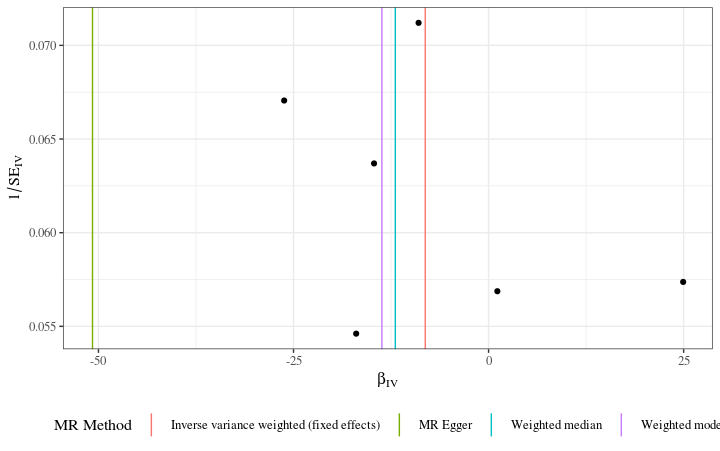 0.070
0.065
0.060
0.055
1/SE_IV
-50 -25 0 25
β_IV
MR Method Inverse variance weighted (fixed effects) MR Egger Weighted median Weighted mode